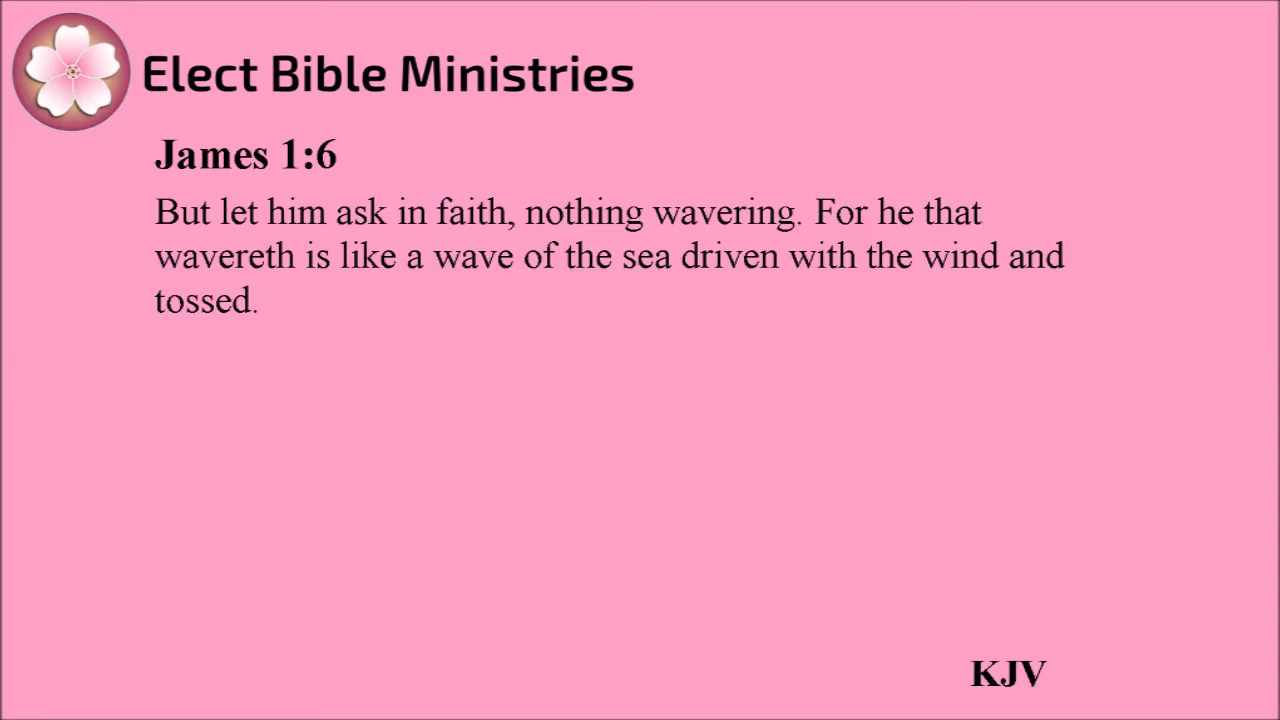 Elect Bible Ministries
James 1:6
But let him ask in faith, nothing wavering. For he that
wavereth is like a wave of the sea driven with the wind and
tossed.
KJV